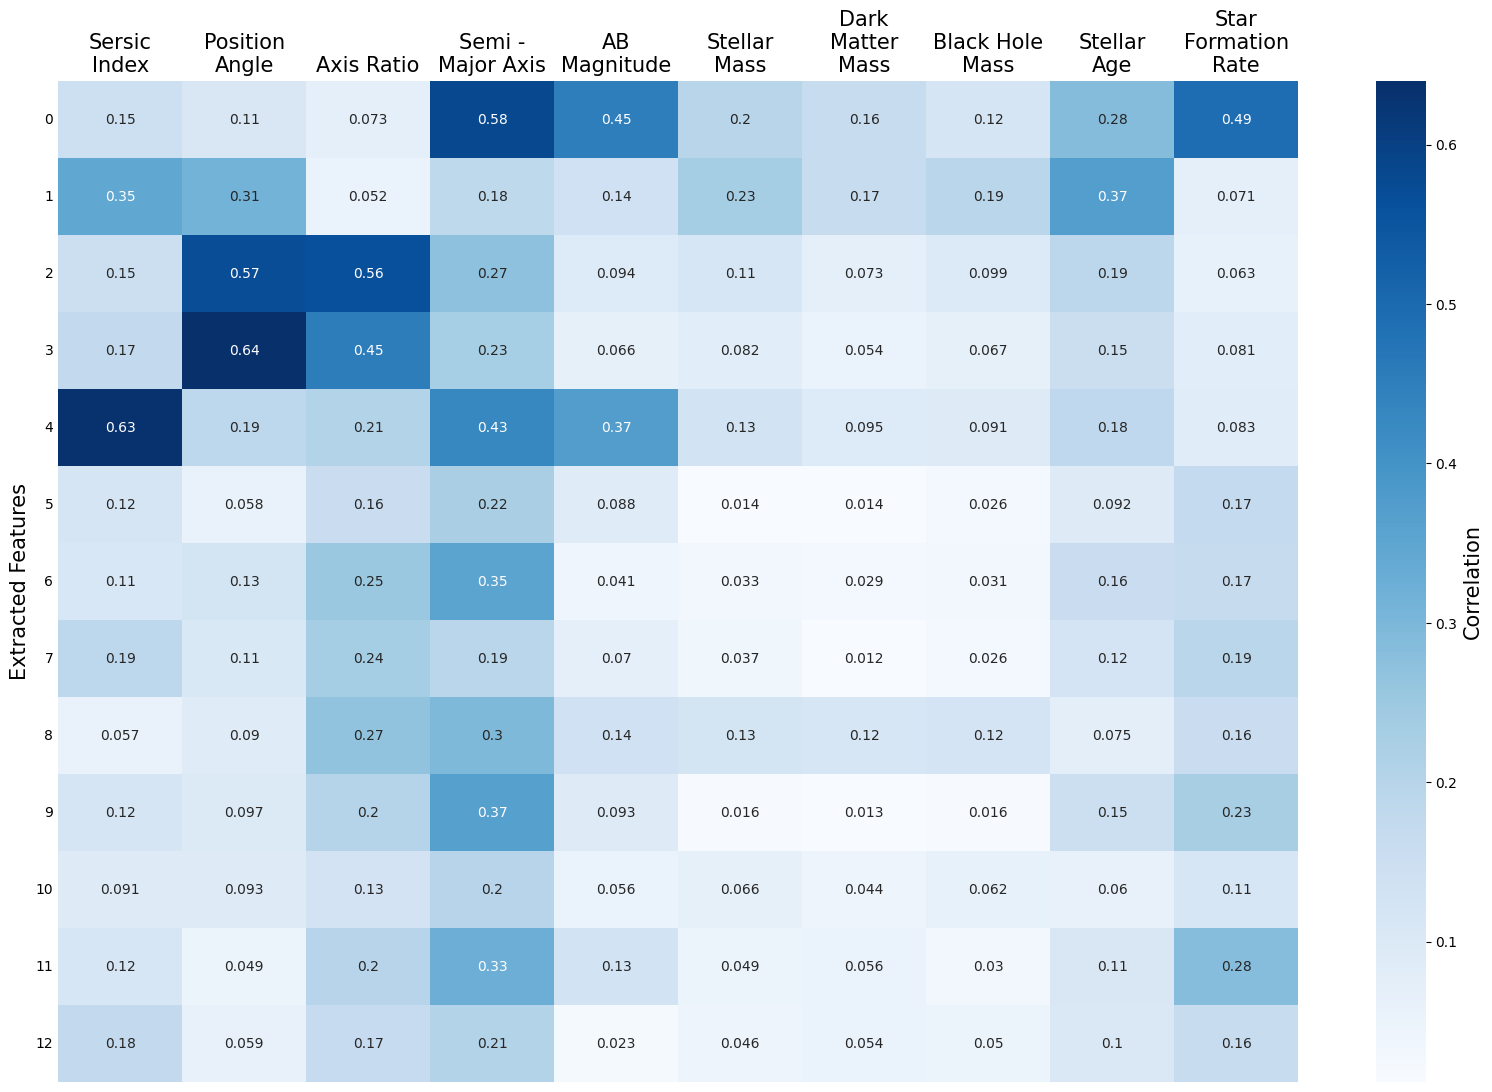 Sersic
Index
Position
Angle
Axis Ratio
Semi -
Major Axis
AB
Magnitude
Stellar
Mass
Dark
Matter
Mass
Black Hole
Mass
Stellar
Age
Star
Formation
Rate
0 0.15 0.11 0.073 0.58 0.45 0.2 0.16 0.12 0.28 0.49
1 0.35 0.31 0.052 0.18 0.14 0.23 0.17 0.19 0.37 0.071
2 0.15 0.57 0.56 0.27 0.094 0.11 0.073 0.099 0.19 0.063
3 0.17 0.64 0.45 0.23 0.066 0.082 0.054 0.067 0.15 0.081
4 0.63 0.19 0.21 0.43 0.37 0.13 0.095 0.091 0.18 0.083
5 0.12 0.058 0.16 0.22 0.088 0.014 0.014 0.026 0.092 0.17
6 0.11 0.13 0.25 0.35 0.041 0.033 0.029 0.031 0.16 0.17
7 0.19 0.11 0.24 0.19 0.07 0.037 0.012 0.026 0.12 0.19
8 0.057 0.09 0.27 0.3 0.14 0.13 0.12 0.12 0.075 0.16
9 0.12 0.097 0.2 0.37 0.093 0.016 0.013 0.016 0.15 0.23
10 0.091 0.093 0.13 0.2 0.056 0.066 0.044 0.062 0.06 0.11
11 0.12 0.049 0.2 0.33 0.13 0.049 0.056 0.03 0.11 0.28
12 0.18 0.059 0.17 0.21 0.023 0.046 0.054 0.05 0.1 0.16
Extracted Features
0.6
0.5
0.4
0.3
0.2
0.1
Correlation